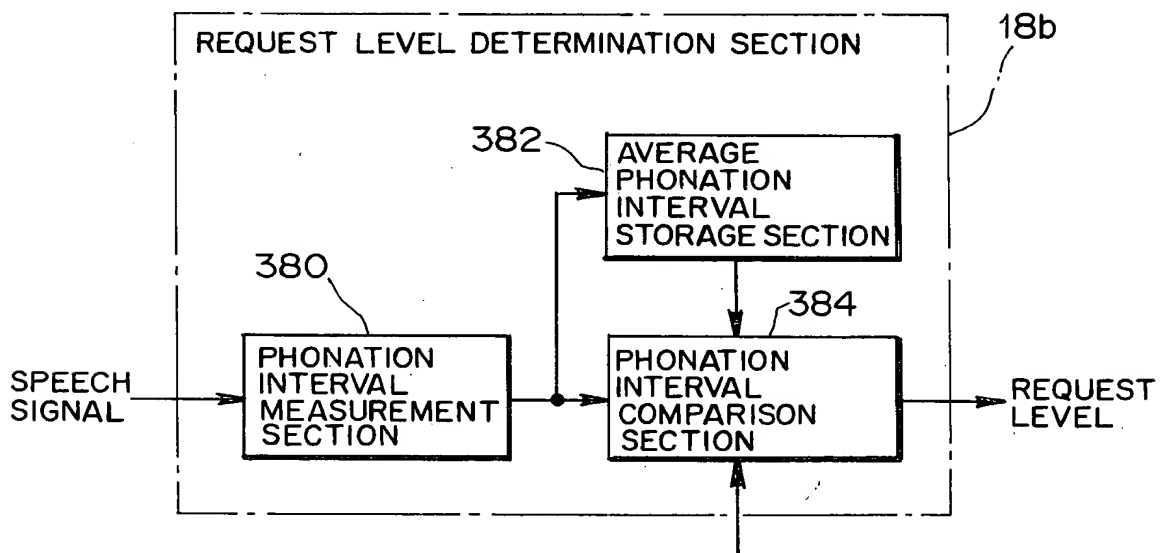 REQUEST LEVEL DETERMINATION SECTION
18b
382
AVERAGE
PHONATION
INTERVAL
STORAGE SECTION
380
384
SPEECH
SIGNAL
PHONATION
INTERVAL
MEASUREMENT
SECTION
PHONATION
INTERVAL
COMPARISON
SECTION
REQUEST
LEVEL